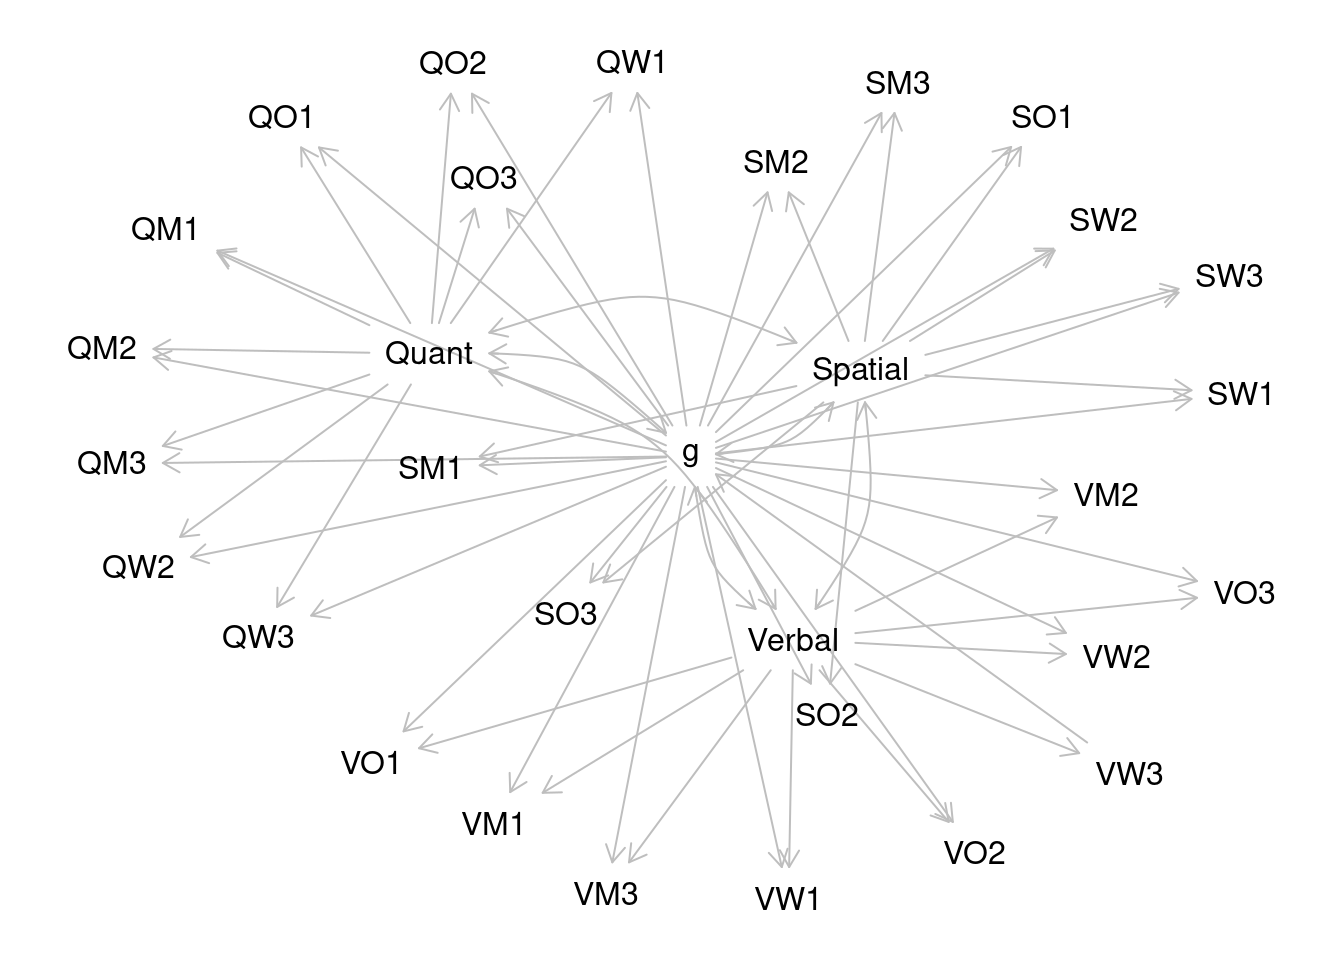 QO2
QW1
SM3
QO1
SO1
SM2
QO3
SW2
QM1
SW3
QM2
Quant
Spatial
SW1
g
QM3
SM1
VM2
QW2
VO3
SO3
QW3
Verbal
VW2
SO2
VO1
VW3
VM1
VO2
VM3
VW1